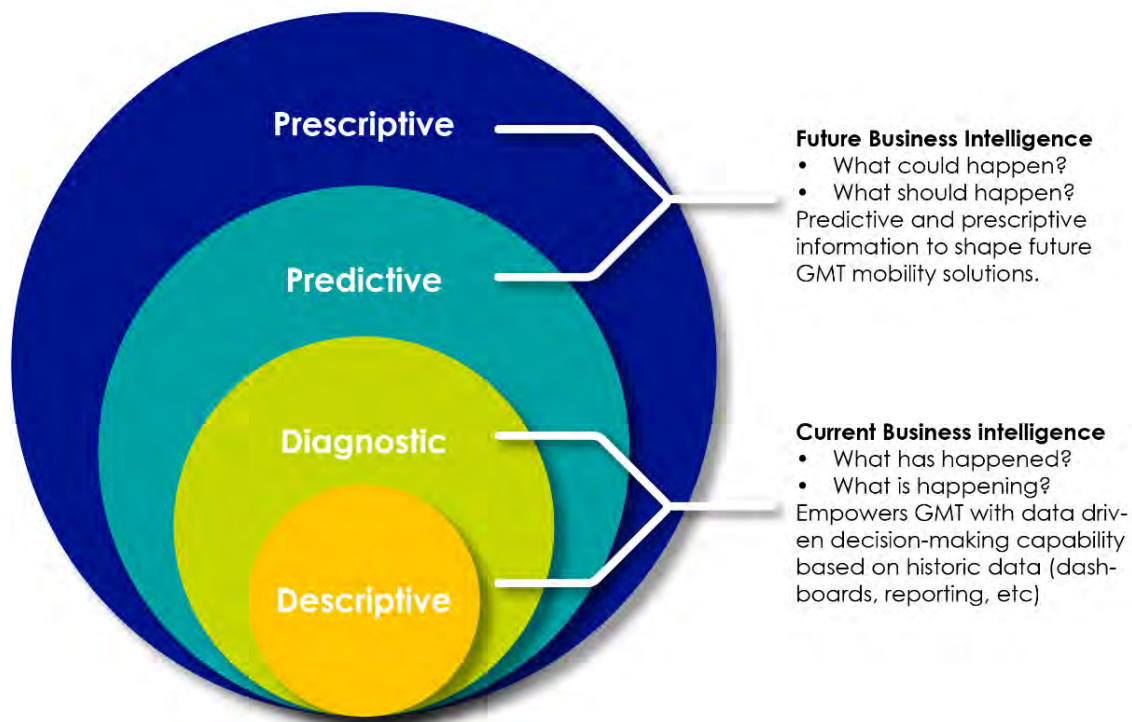 Prescriptive
Predictive
Diagnostic
Descriptive
Future Business Intelligence
• What could happen?
• What should happen?
Predictive and prescriptive
information to shape future
GMT mobility solutions.
Current Business intelligence
• What has happened?
• What is happening?
Empowers GMT with data driv-
en decision-making capability
based on historic data (dash-
boards, reporting, etc)